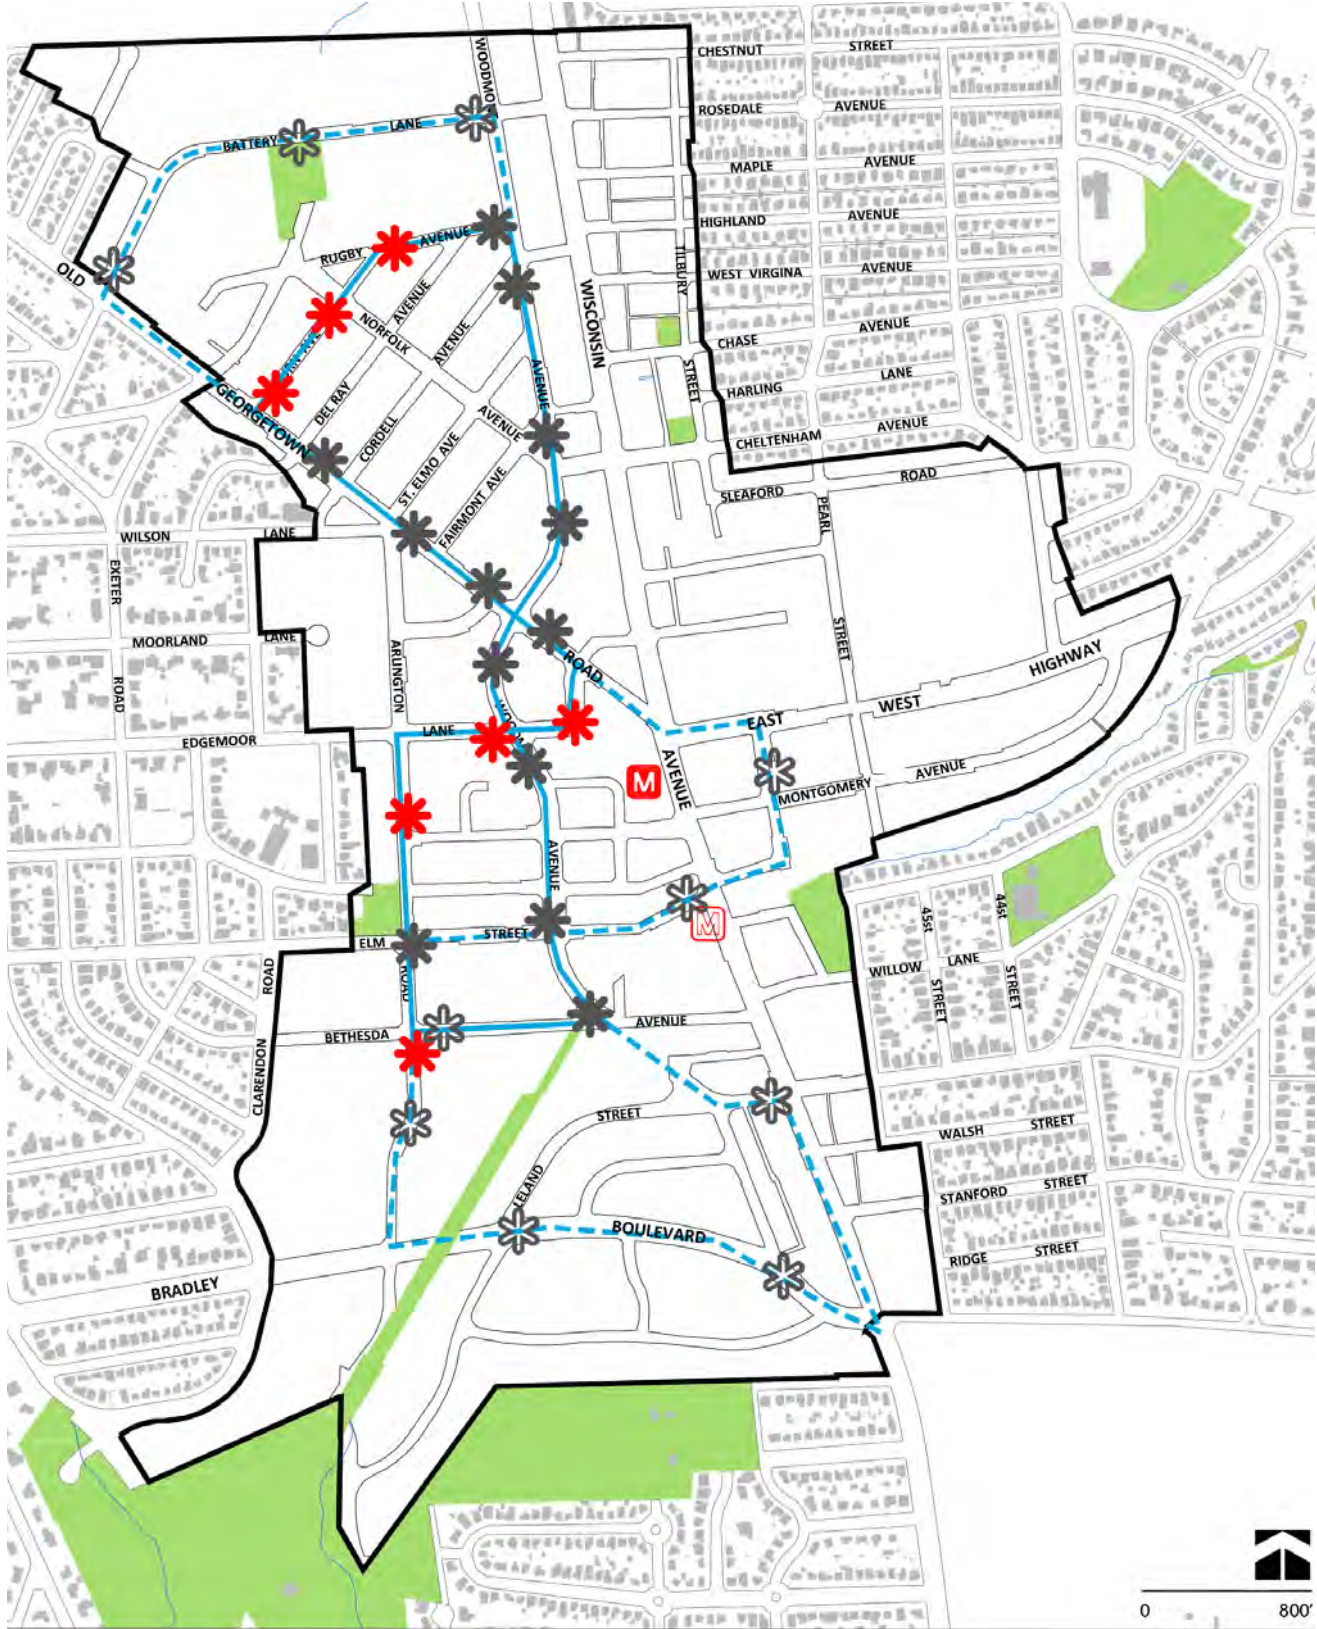 CHESTNUT STREET
WOODMO
ROSEDALE AVENUE
BATTERY LANE
MAPLE AVENUE
HIGHLAND AVENUE
RUGBY AVENUE
TILBURY
OLD
WEST VIRGINA AVENUE
WISCONSIN
AVENUE
NORFOLK
AVENUE
CHASE AVENUE
STREET
HARLING LANE
AVENUE
DEL RAY
GEORGETOWN
CORDELL
AVENUE
CHELTENHAM AVENUE
ST. ELMO AVE
FAIRMONT AVE
SLEAFORD ROAD
PEARL
WILSON LANE
EXETER
MOORLAND LANE
STREET
ARLINGTON
ROAD
ROAD
HIGHWAY
WEST
EAST
LANE
EDGEMOOR
AVENUE
M
MONTGOMERY AVENUE
AVENUE
45st
44st
M
ELM STREET
ROAD
ROAD
WILLOW LANE
STREET
STREET
BETHESDA AVENUE
CLARENDON
STREET
WALSH STREET
LELAND
STANFORD STREET
BOULEVARD
RIDGE STREET
BRADLEY
0 800'